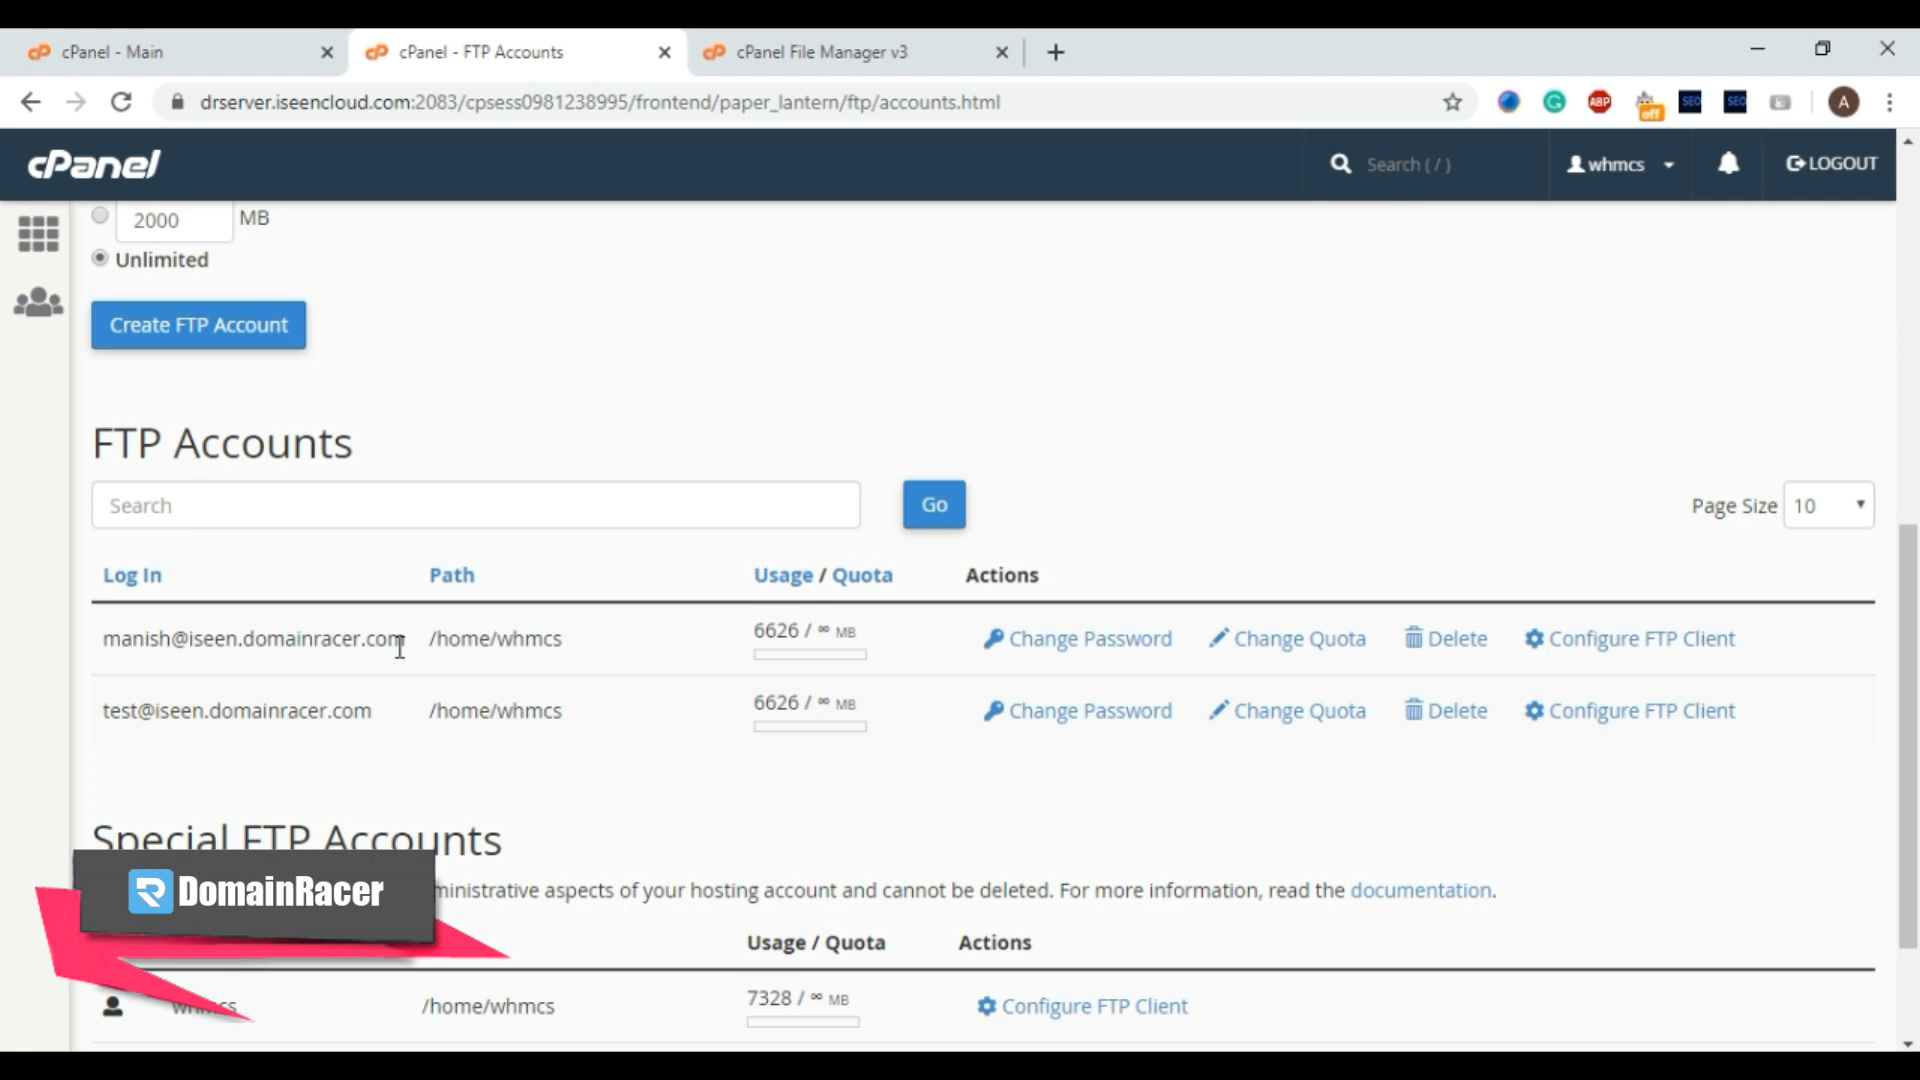 cPanel - Main
cPanel - FTP Accounts
cPanel File Manager v3
drserver.iseencloud.com:2083/cpsess0981238995/frontend/paper_lantern/ftp/accounts.html
ABP
off
SEO
SEO
A
cPanel
Search ( / )
whmcs
LOGOUT
2000 MB
Unlimited
Create FTP Account
FTP Accounts
Search
Go
Page Size 10
Log In Path Usage / Quota Actions
manish@iseen.domainracer.com /home/whmcs 6626 / ∞ MB Change Password Change Quota Delete Configure FTP Client
test@iseen.domainracer.com /home/whmcs 6626 / ∞ MB Change Password Change Quota Delete Configure FTP Client
Special FTP Accounts
DomainRacer
ministrative aspects of your hosting account and cannot be deleted. For more information, read the documentation.
Usage / Quota Actions
whmcs /home/whmcs 7328 / ∞ MB Configure FTP Client